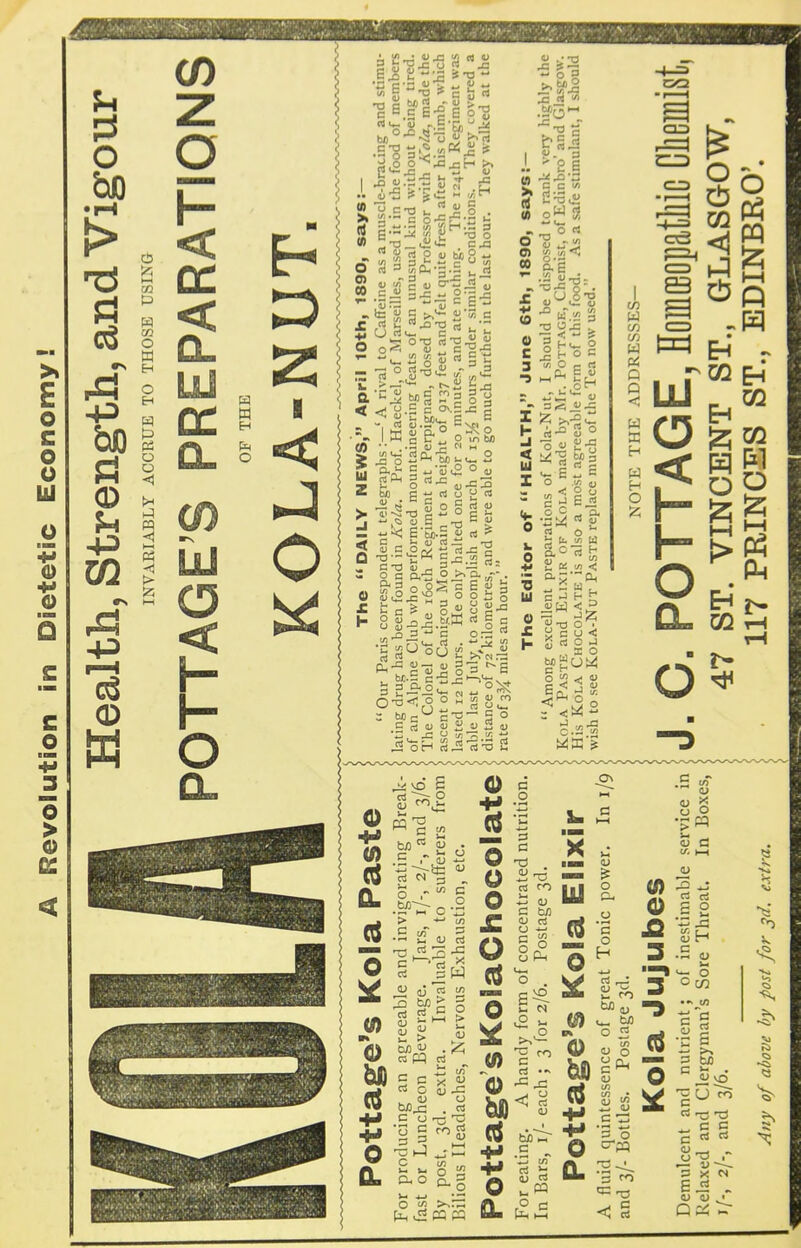 A Revolution in Dietetic Economy!
KOLA
Health, Strength, and Vigour
INVARIABLY ACCRUE TO THOSE USING
POTTAGE'S PREPARATIONS
OF THE
KOLA-NUT.
Pottage's Kola Paste
For producing an agreeable and invigorating Break-
fast or Luncheon Beverage. Jars, 1/-, 2/-, and 3/6.
By post, 3d. extra. Invaluable to sufferers from
Bilious Headaches, Nervous Exhaustion, etc.
Pottage's Kola Chocolate
For eating. A handy form of concentrated nutrition.
In Bars, 1/- each; 3 for 2/6. Postage 3d.
Pottage's Kola Elixir
A fluid quintessence of great Tonic power. In 1/9
and 3/- Bottles. Postage 3d.
Kola Jujubes
Demulcent and nutrient; of inestimable service in
Relaxed and Clergyman's Sore Throat. In Boxes,
1/-, 2/-, and 3/6.
Any of above by post for 3d. extra.
The "DAILY NEWS," April 10th, 1890, says:—
"Our Paris correspondent telegraphs:—'A rival to Caffeine as a muscle-bracing and stimu-
lating drug has been found in Kola. Prof. Haeckel, of Marseilles, used it in the food of members
of an Alpine Club who performed mountaineering feats of an unusual kind without being tired.
The Colonel of the 160th Regiment at Perpignan, dosed by the Professor with Kola, made the
ascent of the Canigou Mountain to a height of 9137 feet and felt quite fresh after his climb, which
lasted 12 hours. He only halted once for 20 minutes, and ate nothing. The 124th Regiment was
able last July, to accomplish a march of 15½ hours under similar conditions. They covered a
distance of 72 kilometres, and were able to go much further in the last hour. They walked at the
rate of 3¾ miles an hour.'"
The Editor of "HEALTH," June 6th, 1890, says:—
"Among excellent preparations of Kola-Nut, I should be disposed to rank very highly the
KOLA PASTE and ELIXIR OF KOLA made by Mr. POTTAGE, Chemist, of Edinbro' and Glasgow.
His KOLA CHOCOLATE is also a most agreeable form of this food. As a safe stimulant, I should
wish to see KOLA-NUT PASTE replace much of the Tea now used."
NOTE THE ADDRESSES—
J. C. POTTAGE, Homœopathic Chemist,
47 ST. VINCENT ST., GLASGOW,
117 PRINCES ST., EDINBRO'.